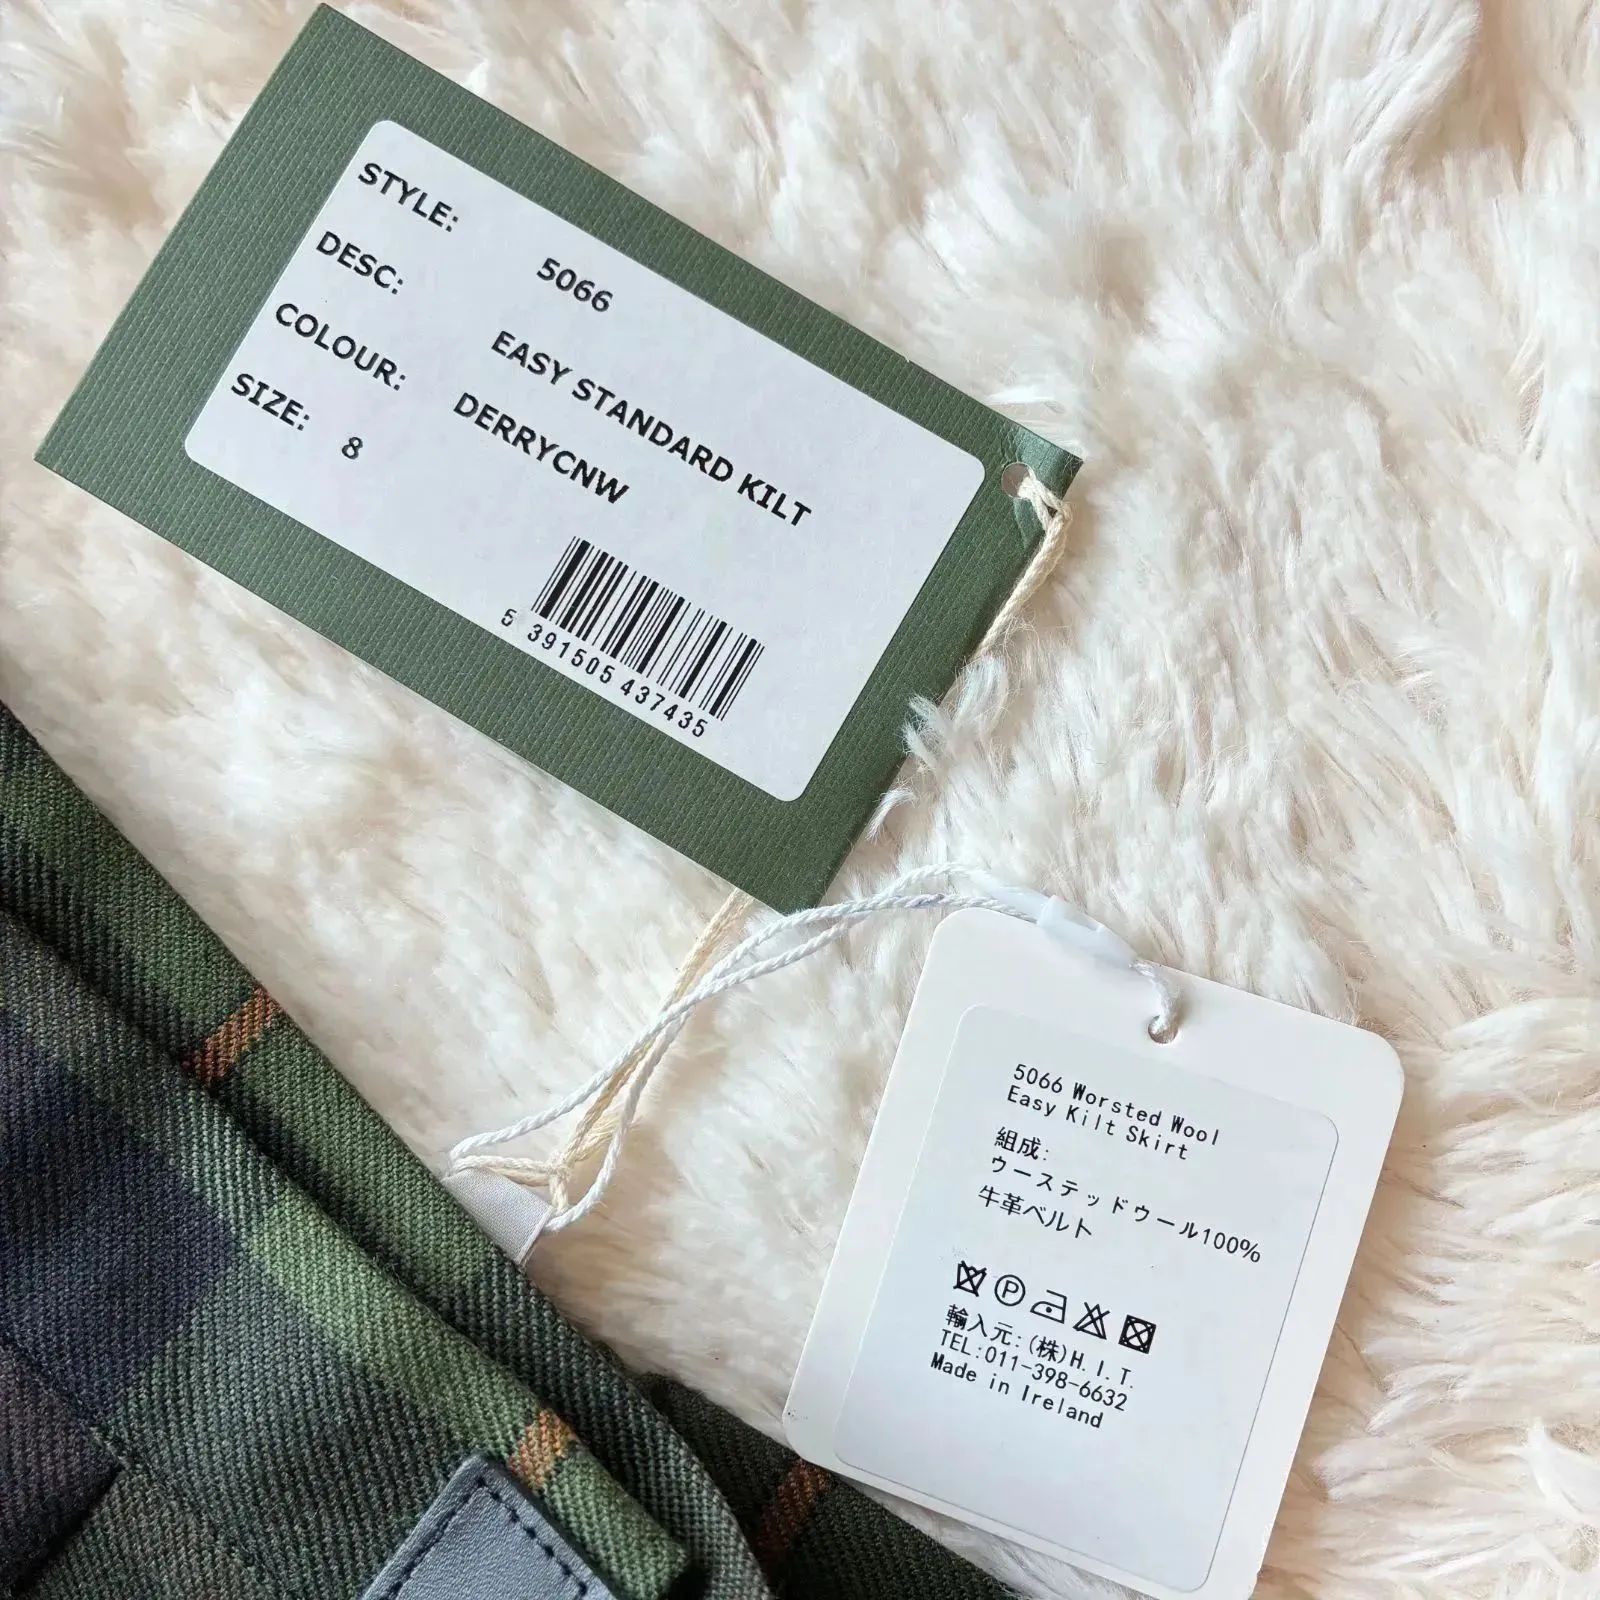 STYLE: 5066
DESC: EASY STANDARD KILT
COLOUR: DERRYCNW
SIZE: 8
5 391505 437435
5066 Worsted Wool
Easy Kilt Skirt
組成:
ウーステッドウール100%
牛革ベルト
P
輸入元:(株)H.I.T.
TEL:011-398-6632
Made in Ireland